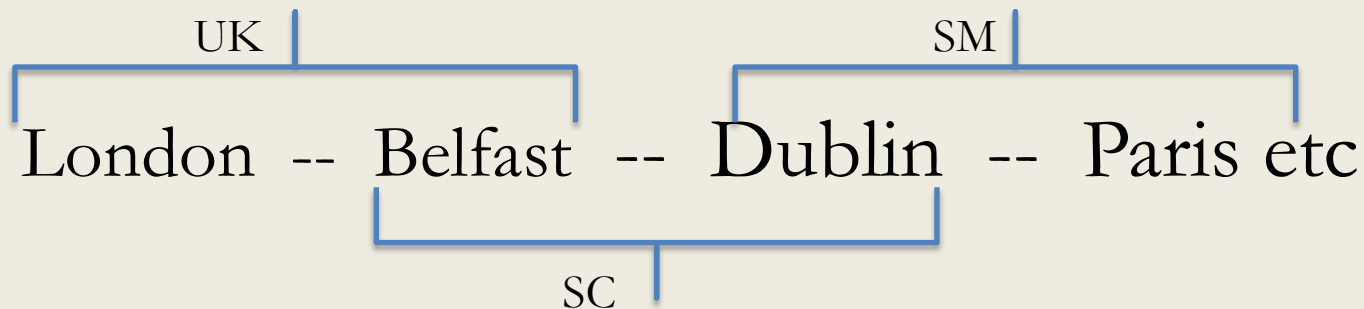 UK SM
London -- Belfast -- Dublin -- Paris etc
SC